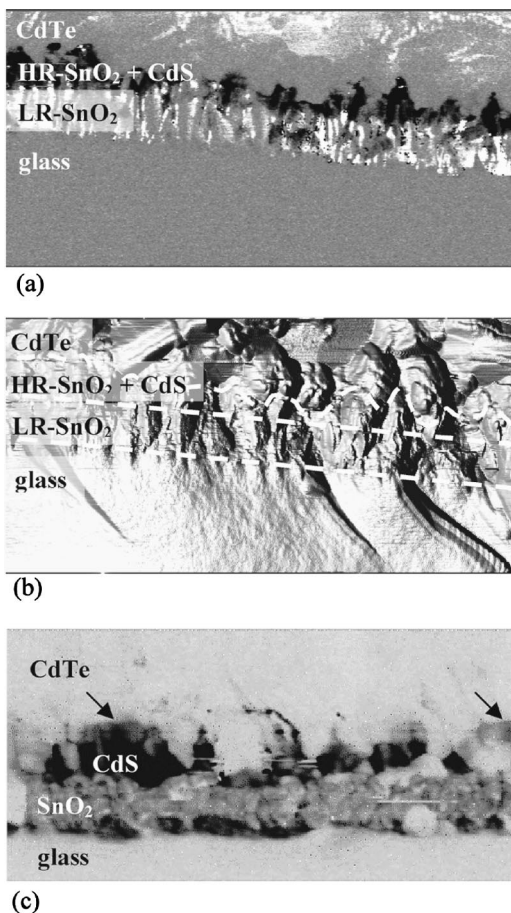 CdTe
HR-SnO₂ + CdS
LR-SnO₂
glass
(a)
CdTe
HR-SnO₂ + CdS
LR-SnO₂
glass
(b)
CdTe
CdS
SnO₂
glass
(c)